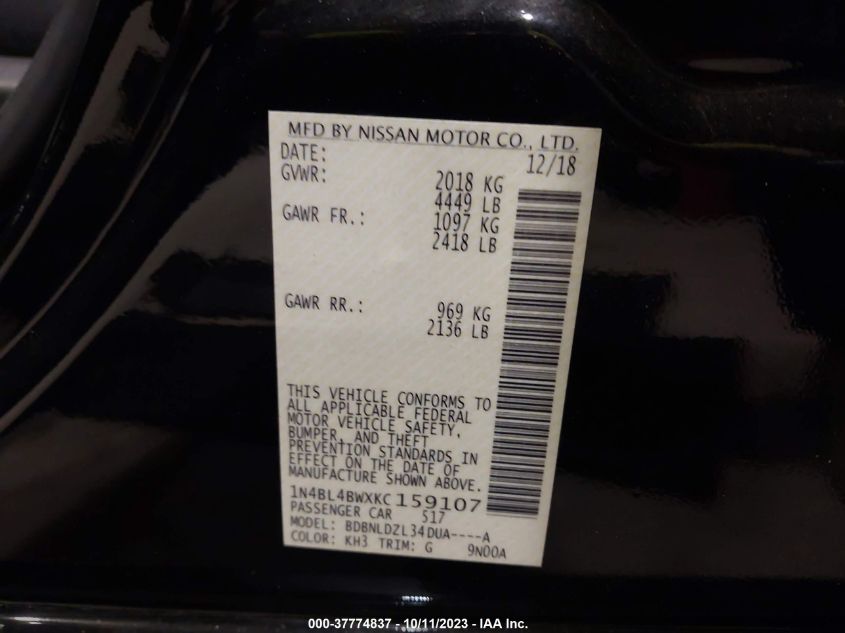 MFD BY NISSAN MOTOR CO., LTD.
DATE: 12/18
GVWR: 2018 KG
4449 LB
GAWR FR.: 1097 KG
2418 LB
GAWR RR.: 969 KG
2136 LB
THIS VEHICLE CONFORMS TO
ALL APPLICABLE FEDERAL
MOTOR VEHICLE SAFETY,
BUMPER, AND THEFT
PREVENTION STANDARDS IN
EFFECT ON THE DATE OF
MANUFACTURE SHOWN ABOVE.
1N4BL4BWXKC159107
PASSENGER CAR 517
MODEL: BDBNLDZL34DUA----A
COLOR: KH3 TRIM: G 9N00A
000-37774837 - 10/11/2023 - IAA Inc.